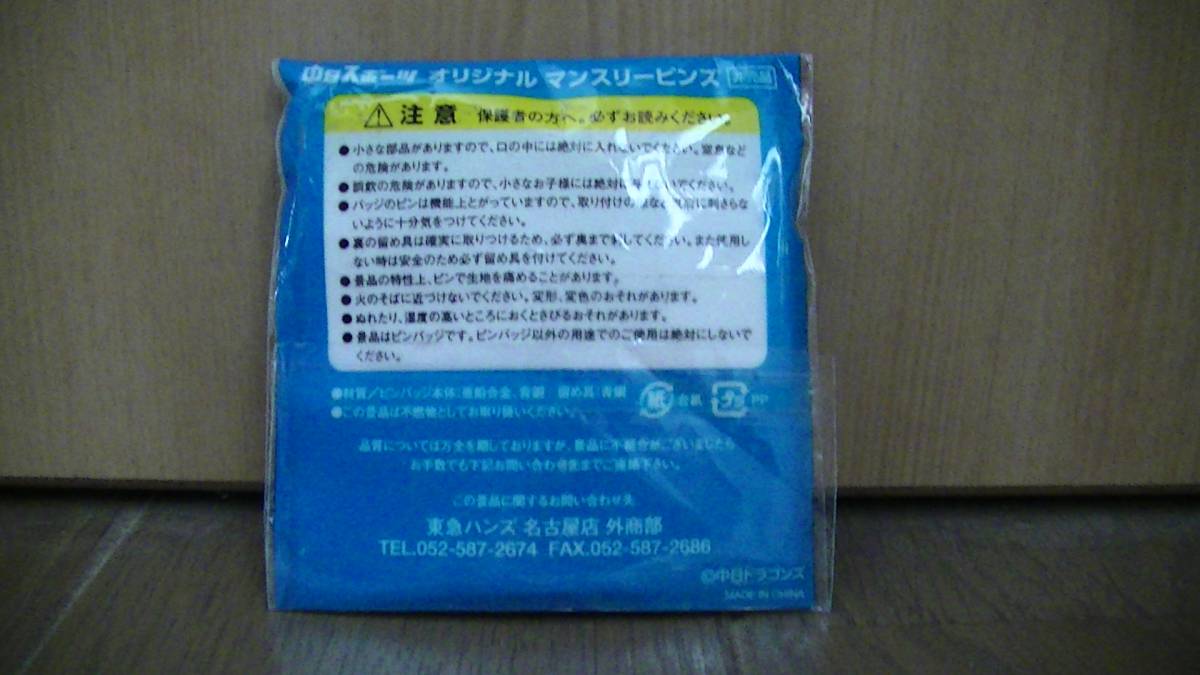 中日スポーツ オリジナル マンスリーピンズ 非売品
注意 保護者の方へ。必ずお読みください。
●小さな部品がありますので、口の中には絶対に入れないでください。窒息など
の危険があります。
●誤飲の危険がありますので、小さなお子様には絶対に与えないでください。
●バッジのピンは機能上とがっていますので、取り付けの際など に刺さらな
いように十分気をつけてください。
●裏の留め具は確実に取りつけるため、必ず奥まで刺してください。また使用し
ない時は安全のため必ず留め具を付けてください。
●景品の特性上、ピンで生地を痛めることがあります。
●火のそばに近づけないでください。変形、変色のおそれがあります。
●ぬれたり、湿度の高いところにおくとさびるおそれがあります。
●景品はピンバッジです。ピンバッジ以外の用途でのご使用は絶対にしないで
ください。
●材質/ピンバッジ本体:亜鉛合金、青銅 留め具:青銅 紙 台紙 プラ PP
●この景品は不燃物としてお取り扱いください。
品質については万全を期しておりますが、景品に不都合がございましたら
お手数でも下記お問い合わせ先までご連絡下さい。
この景品に関するお問い合わせ先
東急ハンズ 名古屋店 外商部
TEL.052-587-2674 FAX.052-587-2686
©中日ドラゴンズ
MADE IN CHINA